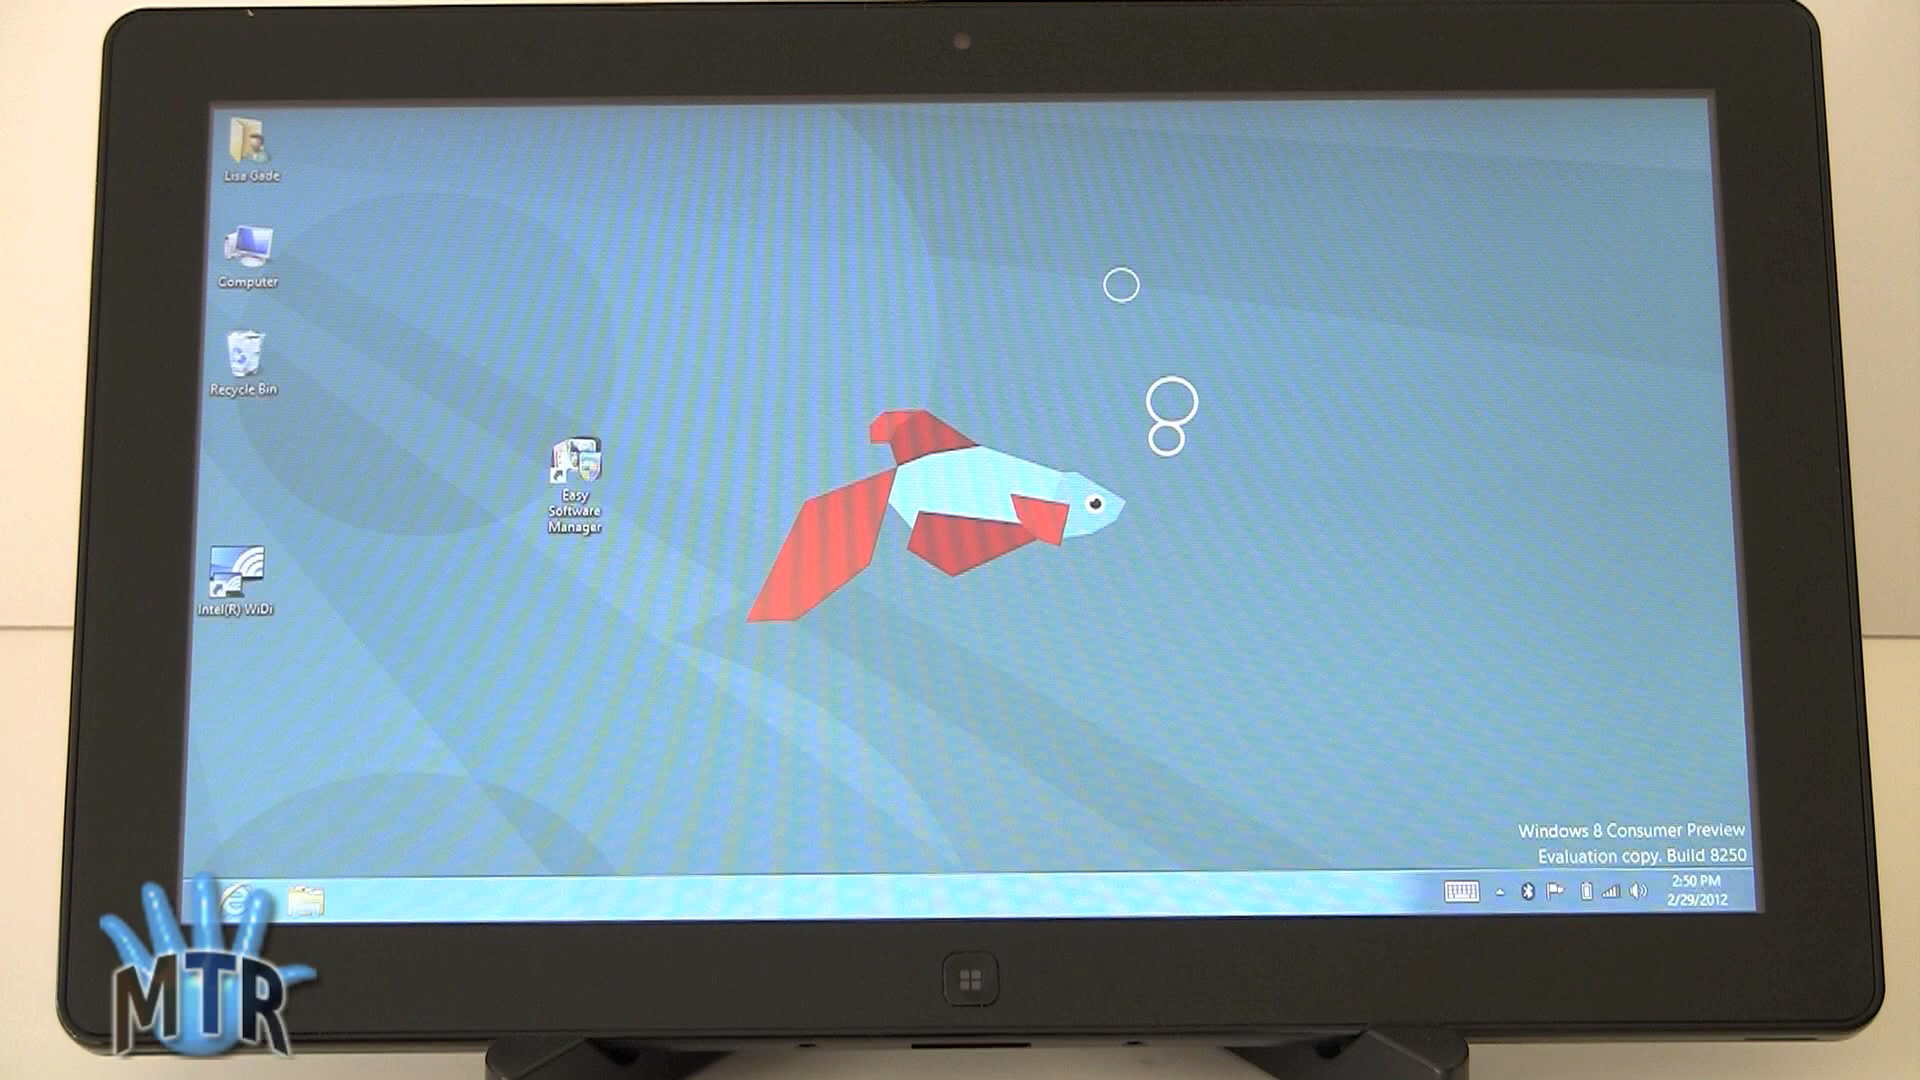 Lisa Gade
Computer
Recycle Bin
Easy
Software
Manager
Intel(R) WiDi
Windows 8 Consumer Preview
Evaluation copy. Build 8250
2:50 PM
2/29/2012
MTR